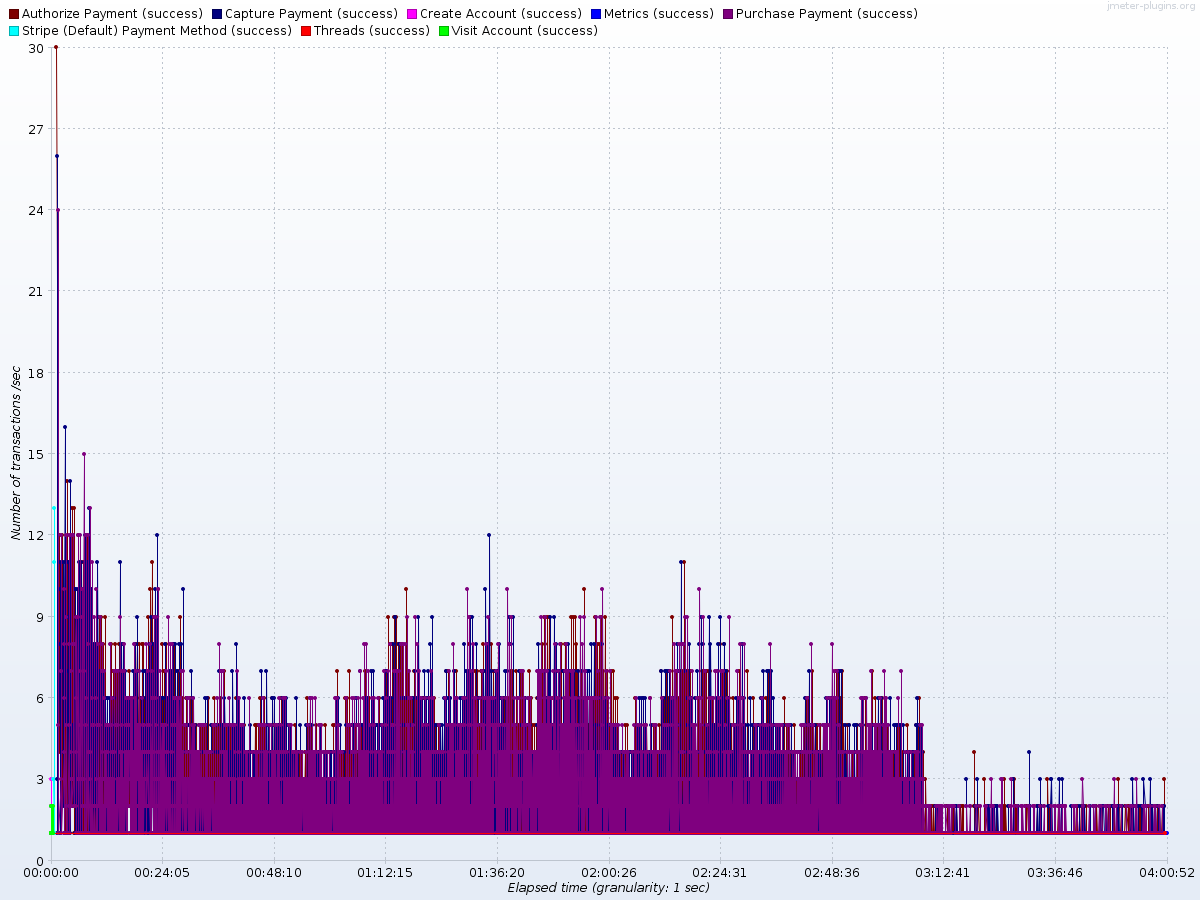 jmeter-plugins.org
Authorize Payment (success) Capture Payment (success) Create Account (success) Metrics (success) Purchase Payment (success)
Stripe (Default) Payment Method (success) Threads (success) Visit Account (success)
30
27
24
21
18
15
12
9
6
3
0
Number of transactions /sec
00:00:00 00:24:05 00:48:10 01:12:15 01:36:20 02:00:26 02:24:31 02:48:36 03:12:41 03:36:46 04:00:52
Elapsed time (granularity: 1 sec)